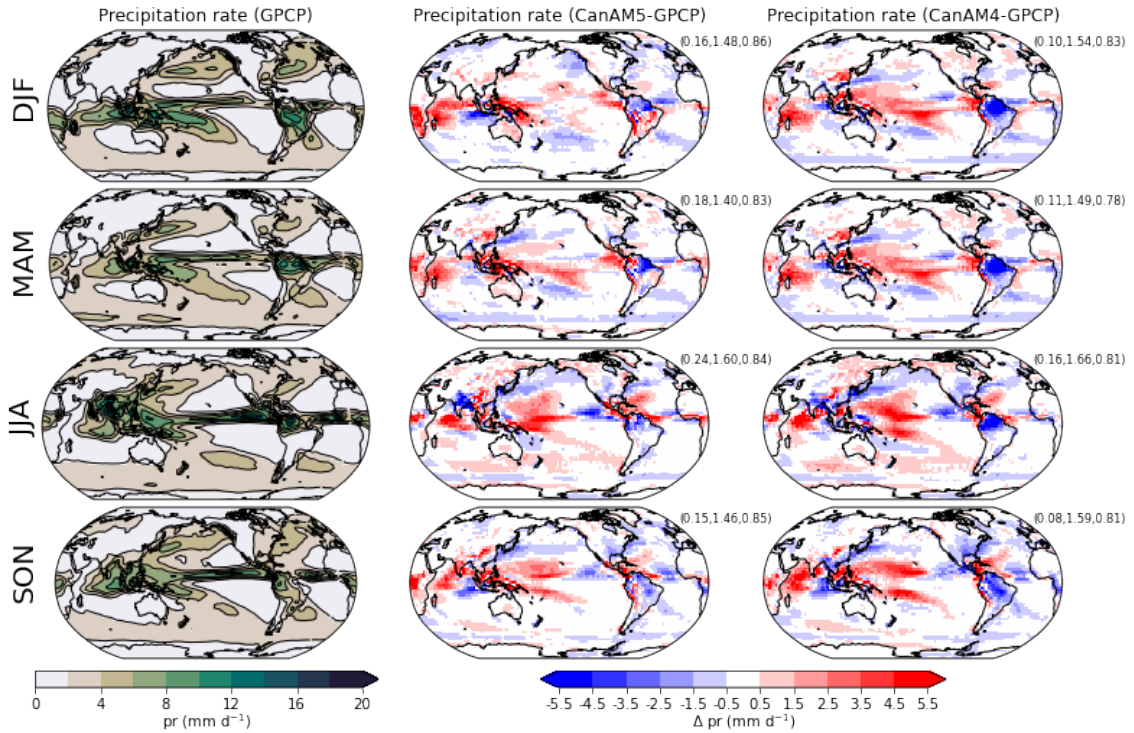 Precipitation rate (GPCP)
Precipitation rate (CanAM5-GPCP)
Precipitation rate (CanAM4-GPCP)
DJF
(0.16,1.48,0.86)
(0.10,1.54,0.83)
MAM
(0.18,1.40,0.83)
(0.11,1.49,0.78)
JJA
(0.24,1.60,0.84)
(0.16,1.66,0.81)
SON
(0.15,1.46,0.85)
(0.08,1.59,0.81)
0 4 8 12 16 20
pr (mm d⁻¹)
-5.5 -4.5 -3.5 -2.5 -1.5 -0.5 0.5 1.5 2.5 3.5 4.5 5.5
Δ pr (mm d⁻¹)